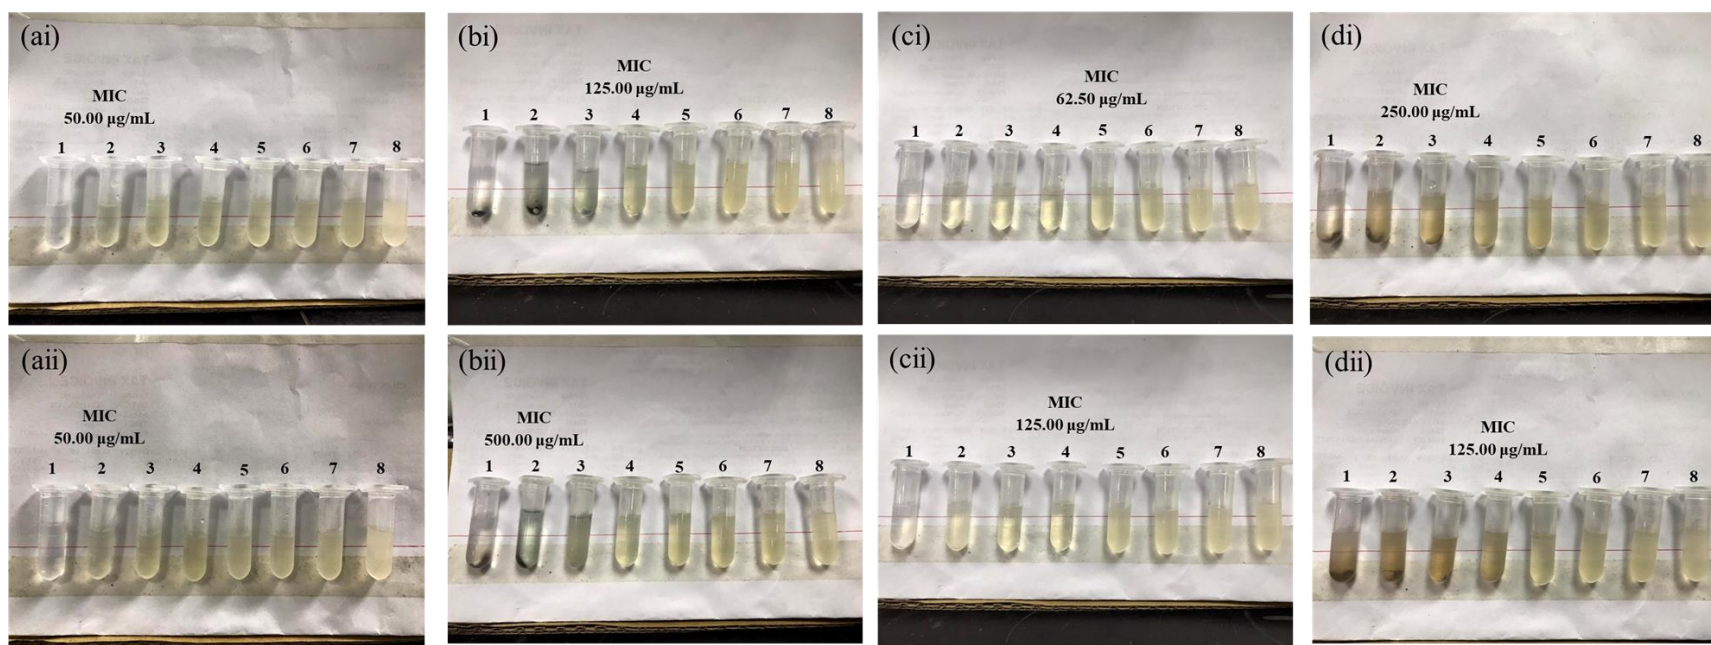 (ai)
MIC
50.00 µg/mL
1 2 3 4 5 6 7 8
(bi)
MIC
125.00 µg/mL
1 2 3 4 5 6 7 8
(ci)
MIC
62.50 µg/mL
1 2 3 4 5 6 7 8
(di)
MIC
250.00 µg/mL
1 2 3 4 5 6 7 8
(aii)
MIC
50.00 µg/mL
1 2 3 4 5 6 7 8
(bii)
MIC
500.00 µg/mL
1 2 3 4 5 6 7 8
(cii)
MIC
125.00 µg/mL
1 2 3 4 5 6 7 8
(dii)
MIC
125.00 µg/mL
1 2 3 4 5 6 7 8